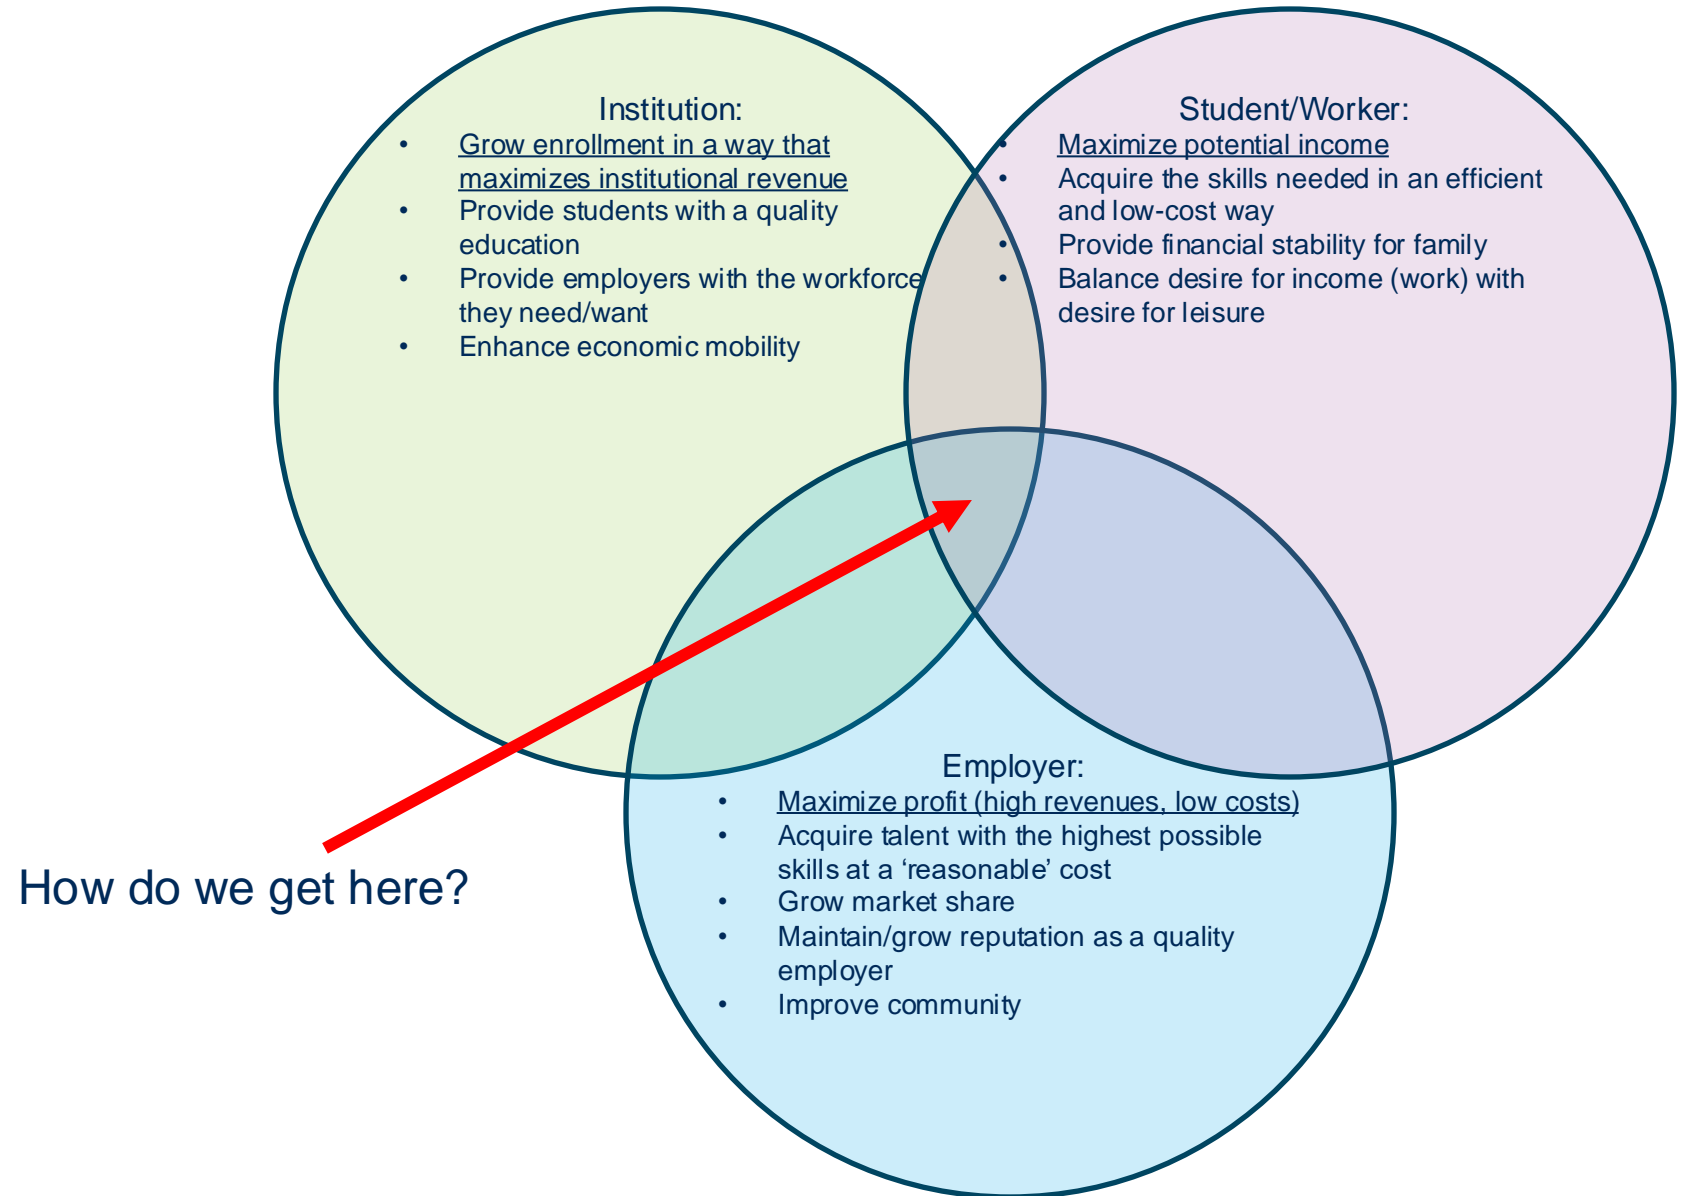 Institution:
• Grow enrollment in a way that
maximizes institutional revenue
• Provide students with a quality
education
• Provide employers with the workforce
they need/want
• Enhance economic mobility
Student/Worker:
• Maximize potential income
• Acquire the skills needed in an efficient
and low-cost way
• Provide financial stability for family
• Balance desire for income (work) with
desire for leisure
Employer:
• Maximize profit (high revenues, low costs)
• Acquire talent with the highest possible
skills at a ‘reasonable’ cost
• Grow market share
• Maintain/grow reputation as a quality
employer
• Improve community
How do we get here?